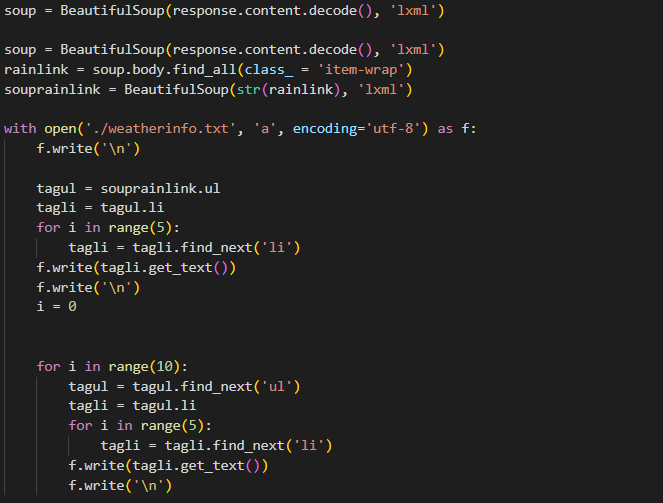 soup = BeautifulSoup(response.content.decode(), 'lxml')
soup = BeautifulSoup(response.content.decode(), 'lxml')
rainlink = soup.body.find_all(class_ = 'item-wrap')
souprainlink = BeautifulSoup(str(rainlink), 'lxml')
with open('./weatherinfo.txt', 'a', encoding='utf-8') as f:
    f.write('\n')
    tagul = souprainlink.ul
    tagli = tagul.li
    for i in range(5):
        tagli = tagli.find_next('li')
    f.write(tagli.get_text())
    f.write('\n')
    i = 0
    for i in range(10):
        tagul = tagul.find_next('ul')
        tagli = tagul.li
        for i in range(5):
            tagli = tagli.find_next('li')
        f.write(tagli.get_text())
        f.write('\n')